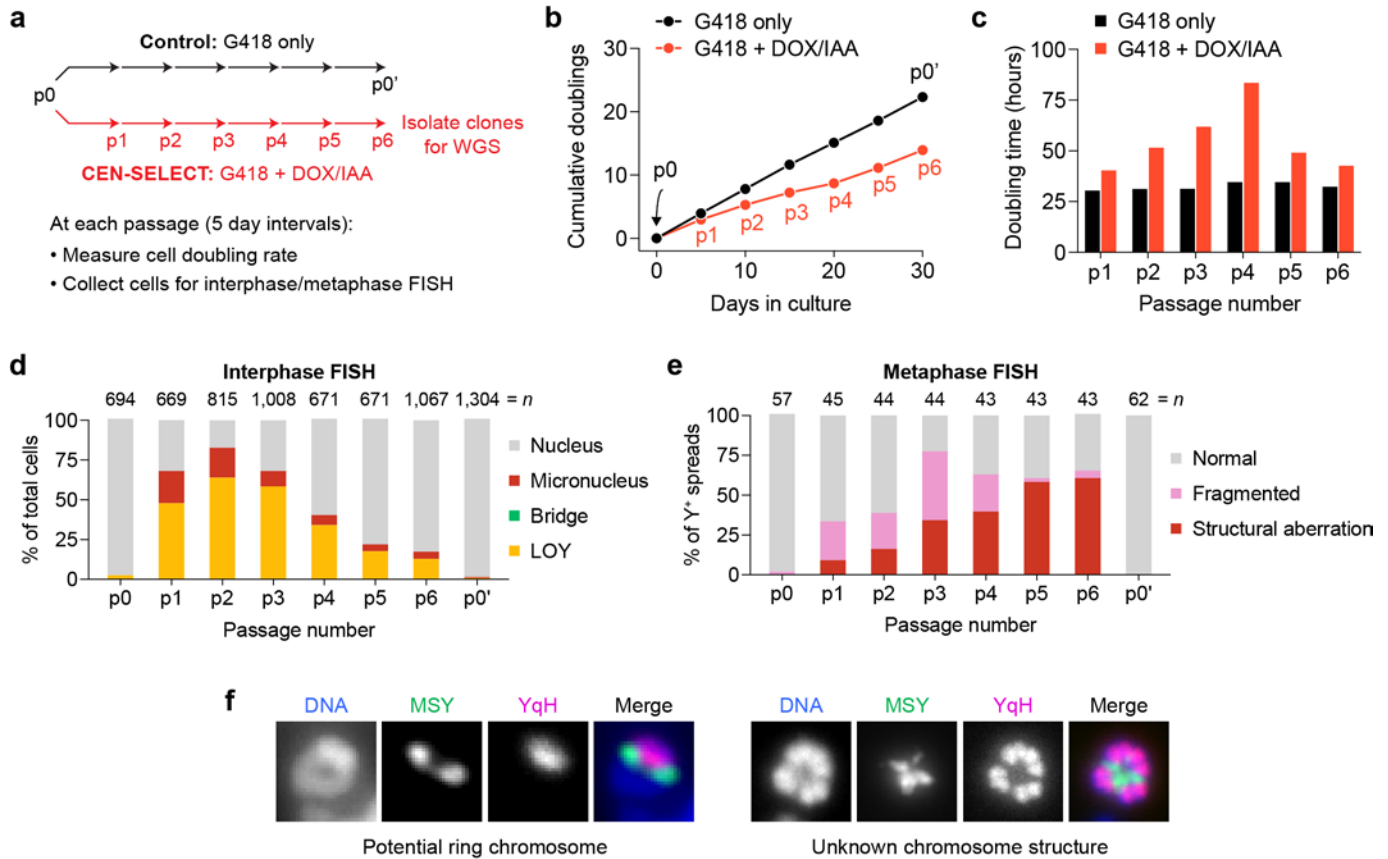 a
Control: G418 only
p0
p0'
p1 p2 p3 p4 p5 p6
Isolate clones
for WGS
CEN-SELECT: G418 + DOX/IAA
At each passage (5 day intervals):
• Measure cell doubling rate
• Collect cells for interphase/metaphase FISH
b
G418 only
G418 + DOX/IAA
Cumulative doublings
30
20
10
0
p0
p0'
p1
p2
p3
p4
p5
p6
0 10 20 30
Days in culture
c
G418 only
G418 + DOX/IAA
Doubling time (hours)
100
75
50
25
0
p1 p2 p3 p4 p5 p6
Passage number
d
Interphase FISH
694 669 815 1,008 671 671 1,067 1,304 = n
% of total cells
100
75
50
25
0
p0 p1 p2 p3 p4 p5 p6 p0'
Passage number
Nucleus
Micronucleus
Bridge
LOY
e
Metaphase FISH
57 45 44 44 43 43 43 62 = n
% of Y+ spreads
100
75
50
25
0
p0 p1 p2 p3 p4 p5 p6 p0'
Passage number
Normal
Fragmented
Structural aberration
f
DNA MSY YqH Merge
Potential ring chromosome
DNA MSY YqH Merge
Unknown chromosome structure